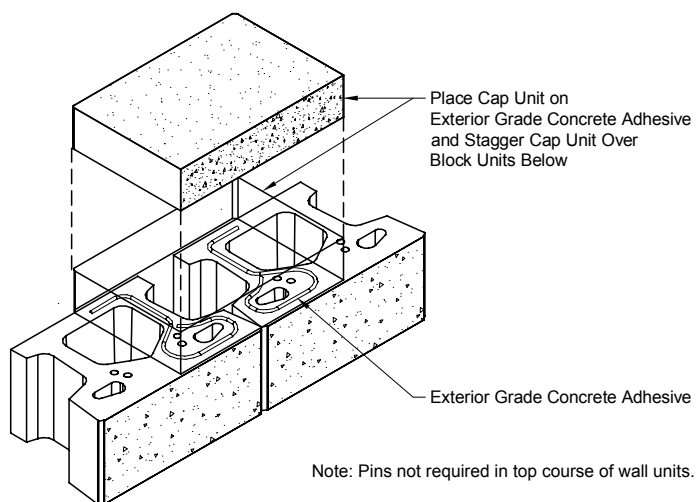 Place Cap Unit on
Exterior Grade Concrete Adhesive
and Stagger Cap Unit Over
Block Units Below
Exterior Grade Concrete Adhesive
Note: Pins not required in top course of wall units.